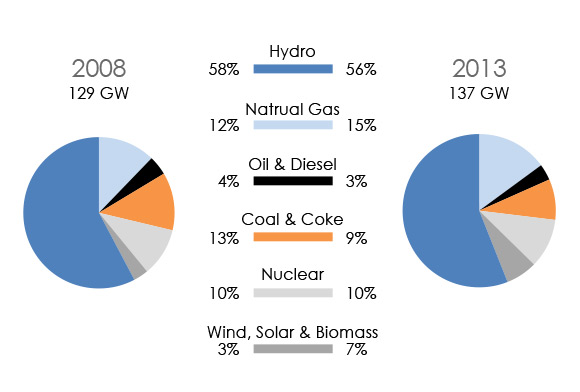 Hydro
2008
58%
56%
2013
129 GW
137 GW
Natrual Gas
12%
15%
Oil & Diesel
4%
3%
Coal & Coke
13%
9%
Nuclear
10%
10%
Wind, Solar & Biomass
3%
7%